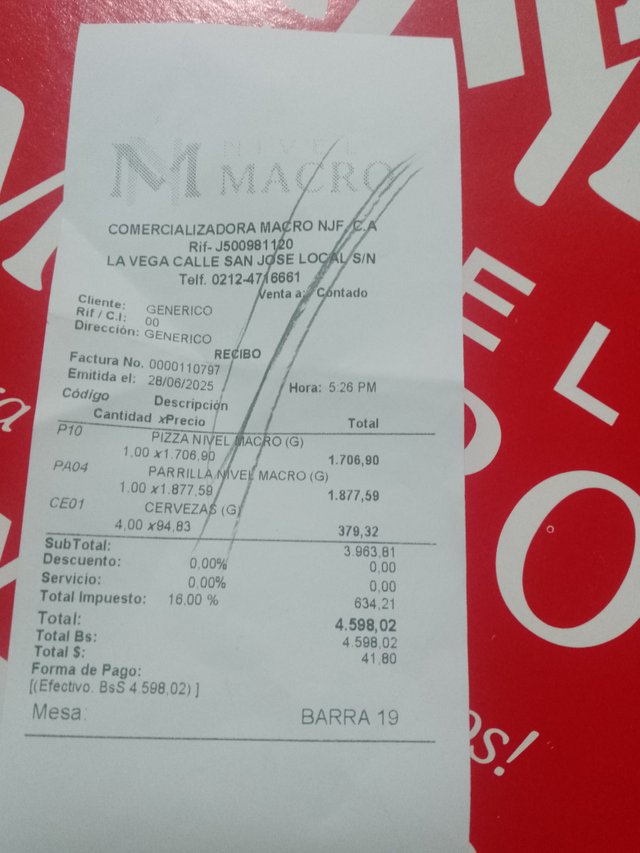 NIVEL
MACRO
COMERCIALIZADORA MACRO NJF, C.A
Rif- J500981120
LA VEGA CALLE SAN JOSE LOCAL S/N
Telf. 0212-4716661
Venta a: Contado
Cliente: GENERICO
Rif / C.I: 00
Dirección: GENERICO
RECIBO
Factura No. 0000110797
Emitida el: 28/06/2025 Hora: 5:26 PM
Código Descripción
Cantidad xPrecio Total
P10 PIZZA NIVEL MACRO (G)
1,00 x1.706,90 1.706,90
PA04 PARRILLA NIVEL MACRO (G)
1.00 x1.877,59 1.877,59
CE01 CERVEZAS (G)
4,00 x94,83 379,32
SubTotal: 3.963,81
Descuento: 0,00% 0,00
Servicio: 0,00% 0,00
Total Impuesto: 16,00 % 634,21
Total: 4.598,02
Total Bs: 4.598,02
Total $: 41,80
Forma de Pago:
[(Efectivo. BsS 4.598,02) ]
Mesa: BARRA 19
EL
O
os!